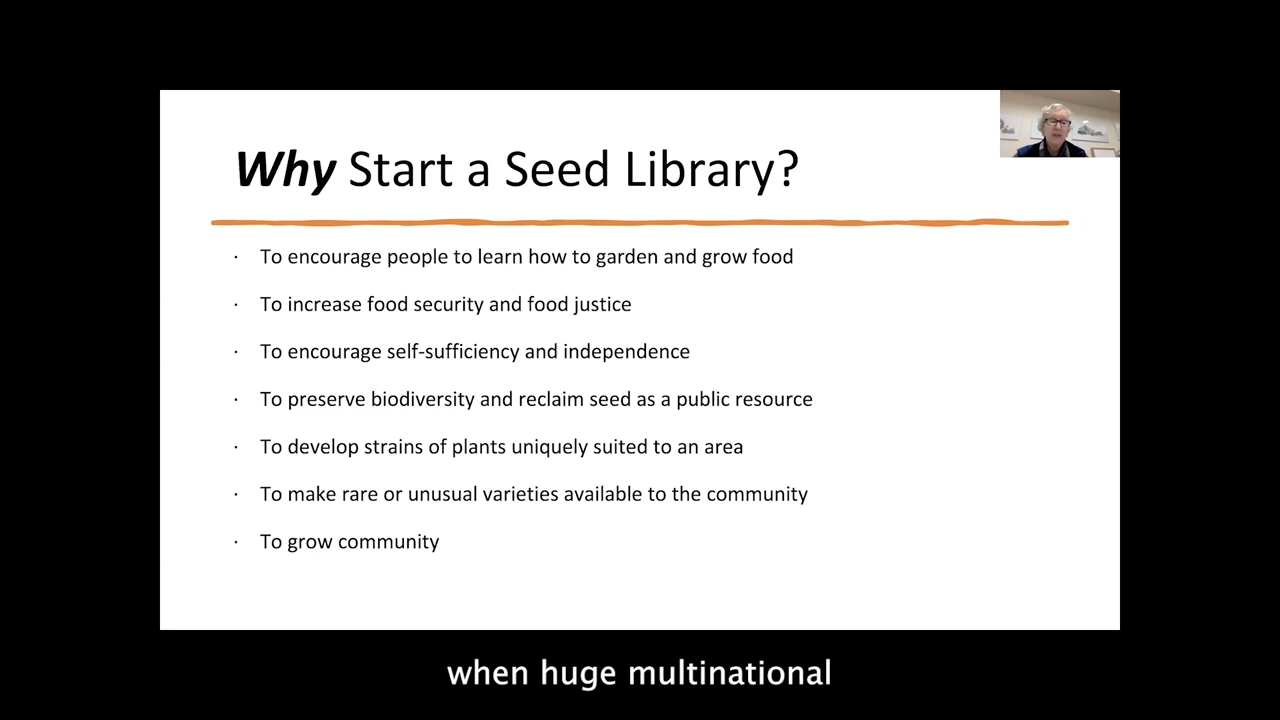 Why Start a Seed Library?
· To encourage people to learn how to garden and grow food
· To increase food security and food justice
· To encourage self-sufficiency and independence
· To preserve biodiversity and reclaim seed as a public resource
· To develop strains of plants uniquely suited to an area
· To make rare or unusual varieties available to the community
· To grow community
when huge multinational